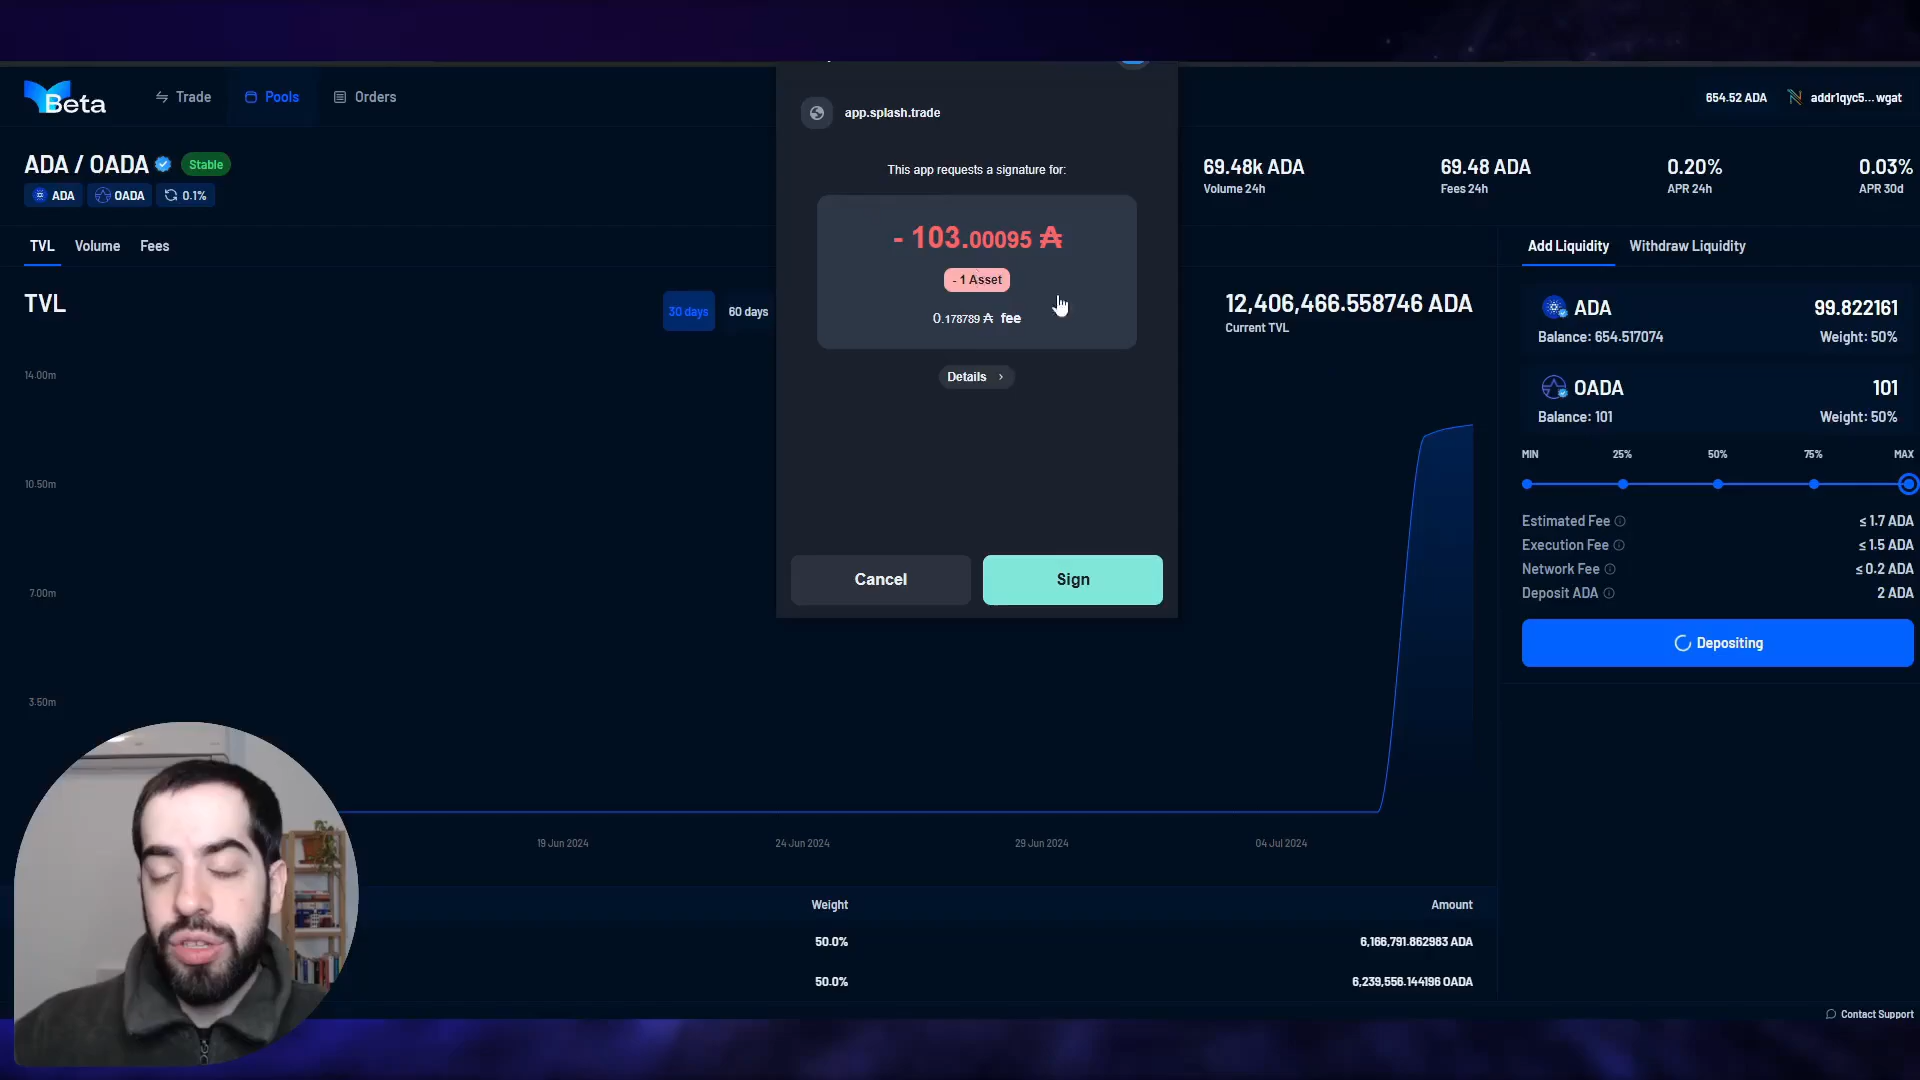 Beta
Trade
Pools
Orders
654.52 ADA
addr1qyc5...wgat
ADA / OADA
Stable
ADA
OADA
0.1%
app.splash.trade
This app requests a signature for:
- 103.00095 ₳
- 1 Asset
0.178789 ₳ fee
Details
Cancel
Sign
69.48k ADA
Volume 24h
69.48 ADA
Fees 24h
0.20%
APR 24h
0.03%
APR 30d
TVL
Volume
Fees
TVL
30 days
60 days
12,406,466.558746 ADA
Current TVL
14.00m
10.50m
7.00m
3.50m
19 Jun 2024
24 Jun 2024
29 Jun 2024
04 Jul 2024
Weight
Amount
50.0%
6,166,791.862983 ADA
50.0%
6,239,556.144196 OADA
Add Liquidity
Withdraw Liquidity
ADA
99.822161
Balance: 654.517074
Weight: 50%
OADA
101
Balance: 101
Weight: 50%
MIN
25%
50%
75%
MAX
Estimated Fee
≤ 1.7 ADA
Execution Fee
≤ 1.5 ADA
Network Fee
≤ 0.2 ADA
Deposit ADA
2 ADA
Depositing
Contact Support